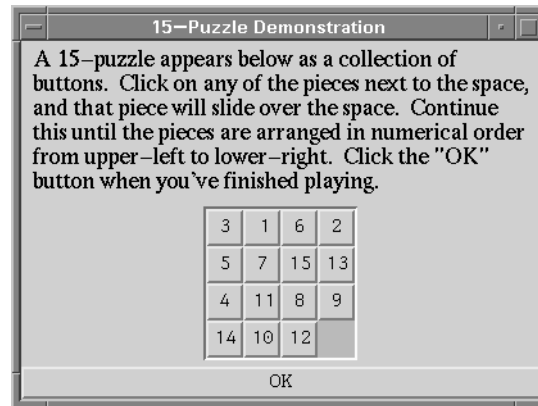 15–Puzzle Demonstration
A 15–puzzle appears below as a collection of
buttons. Click on any of the pieces next to the space,
and that piece will slide over the space. Continue
this until the pieces are arranged in numerical order
from upper–left to lower–right. Click the "OK"
button when you've finished playing.
3 1 6 2
5 7 15 13
4 11 8 9
14 10 12
OK